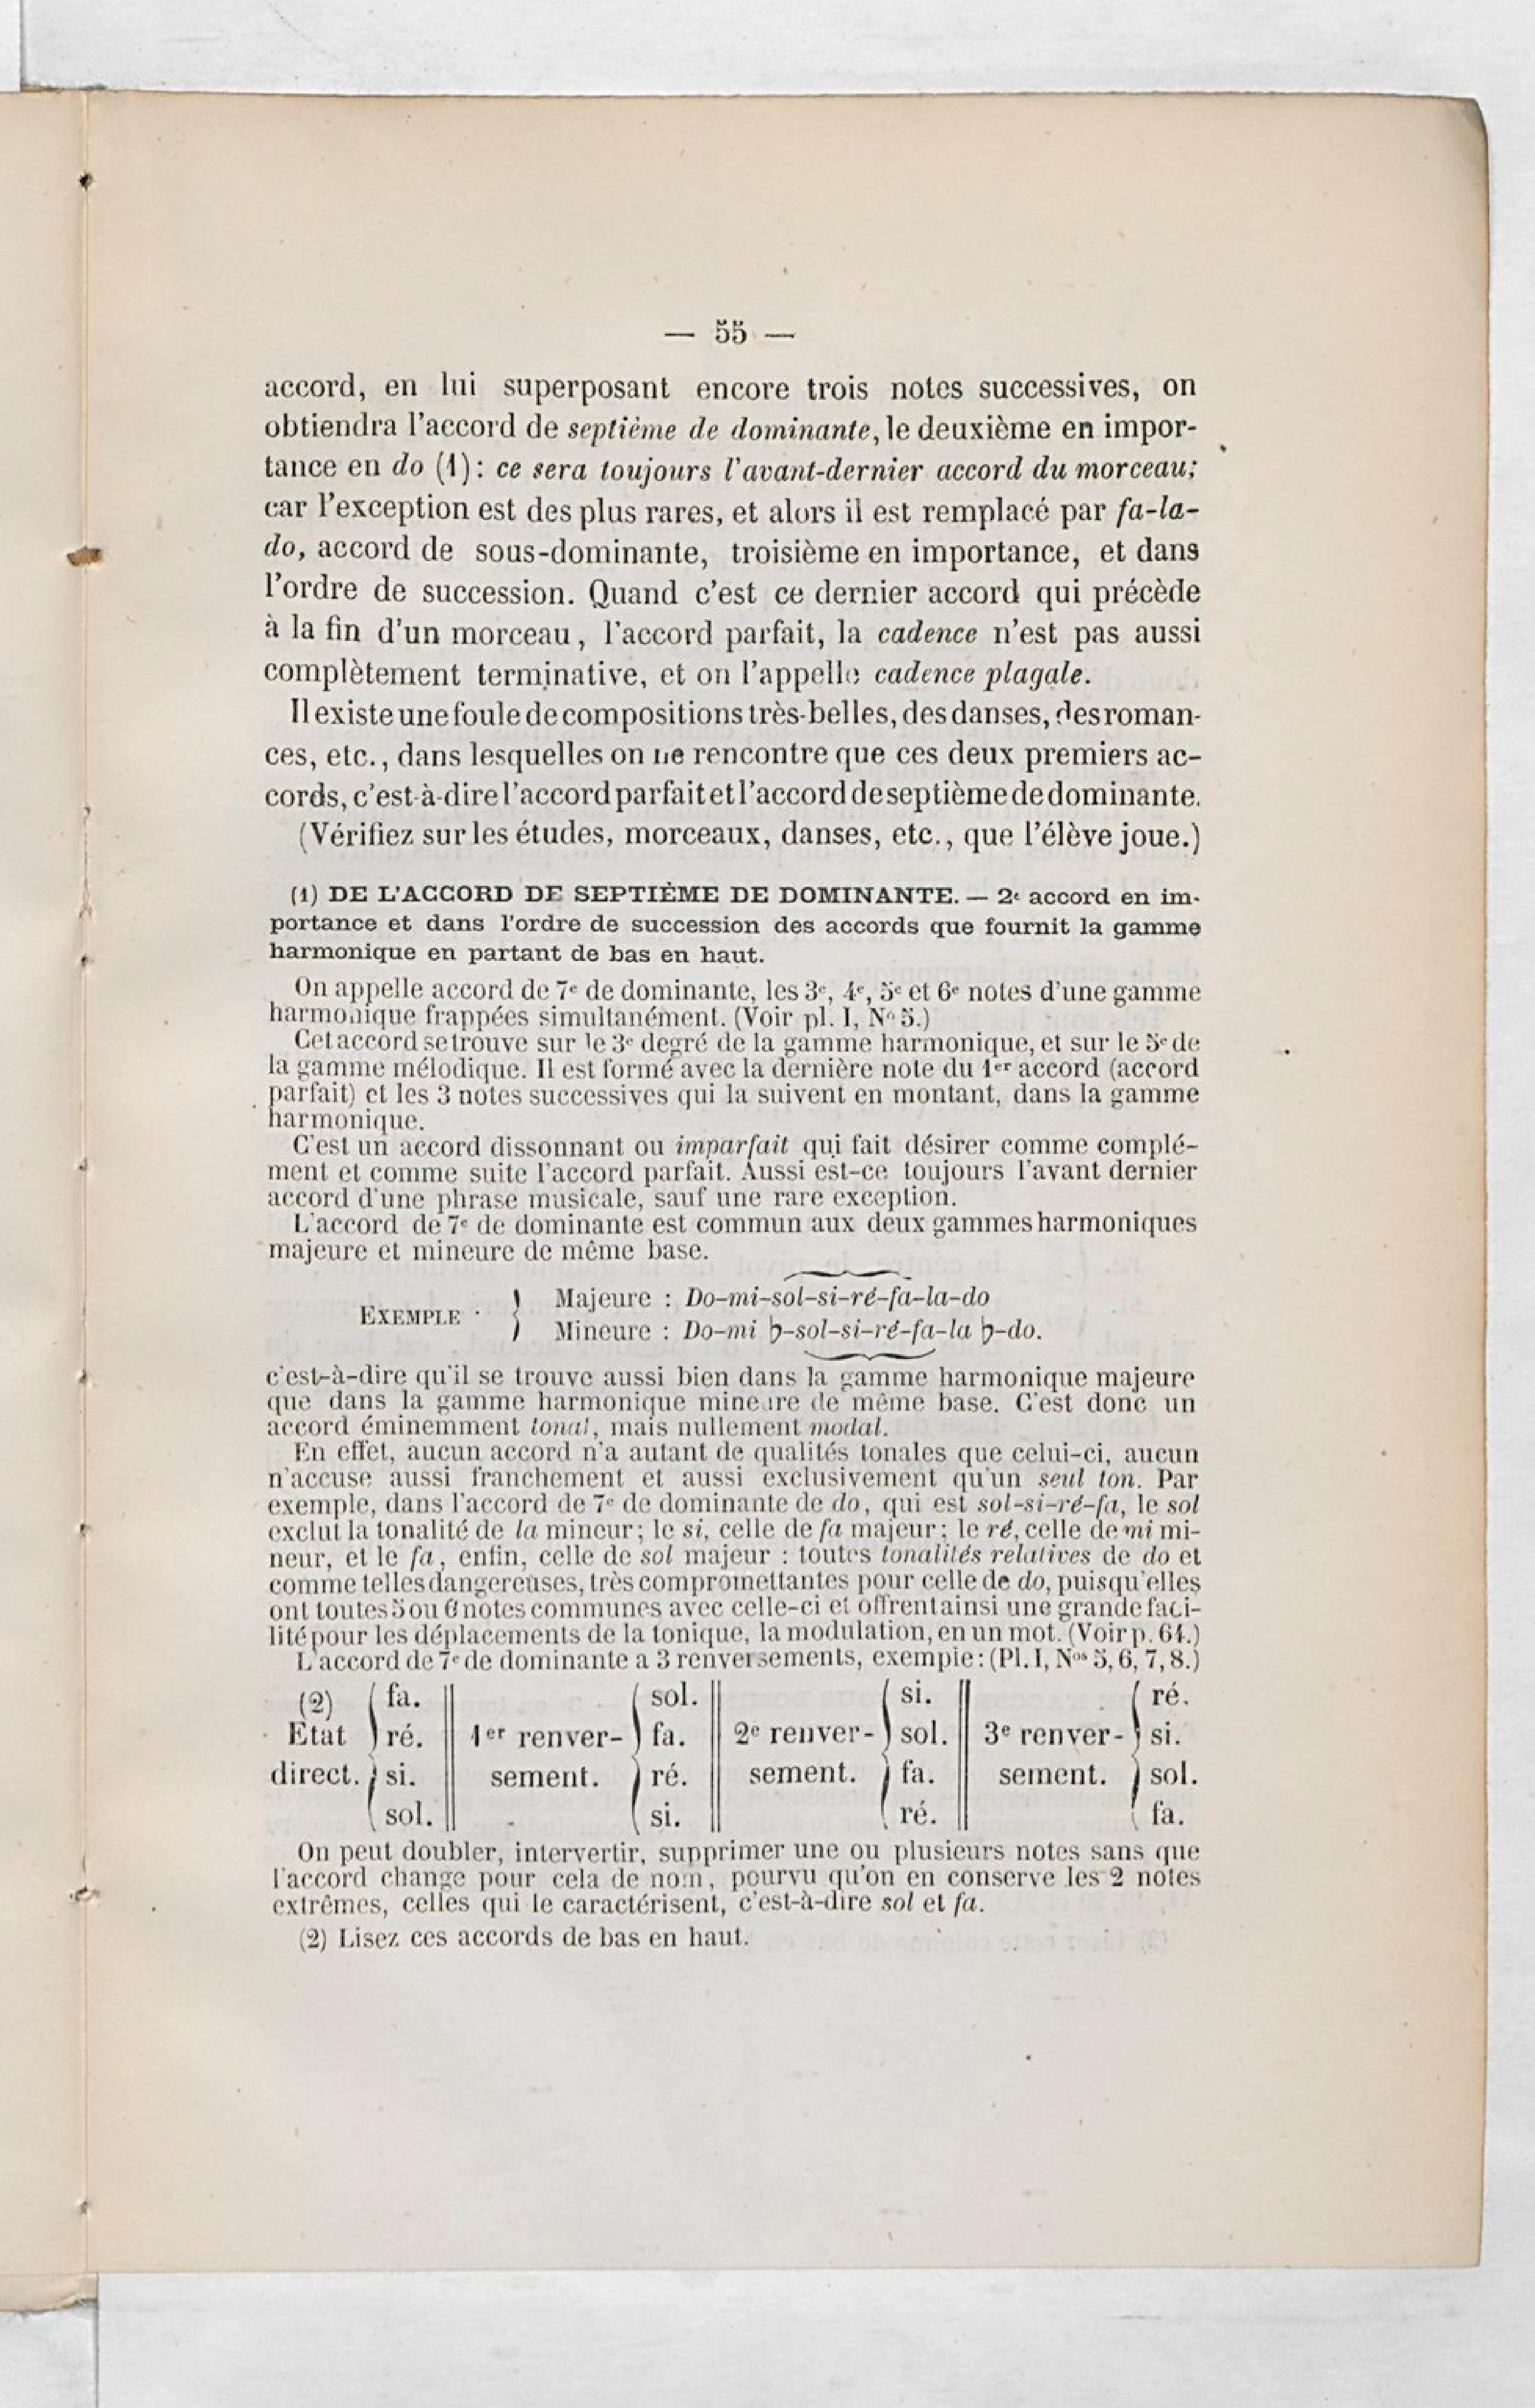 — 55 —
accord, en lui superposant encore trois notes successives, on
obtiendra l'accord de septième de dominante, le deuxième en impor-
tance en do (1): ce sera toujours l'avant-dernier accord du morceau;
car l'exception est des plus rares, et alors il est remplacé par fa-la-
do, accord de sous-dominante, troisième en importance, et dans
l'ordre de succession. Quand c'est ce dernier accord qui précède
à la fin d'un morceau, l'accord parfait, la cadence n'est pas aussi
complètement terminative, et on l'appelle cadence plagale.
Il existe une foule de compositions très-belles, des danses, des roman-
ces, etc., dans lesquelles on ne rencontre que ces deux premiers ac-
cords, c'est-à-dire l'accord parfait et l'accord de septième de dominante.
(Vérifiez sur les études, morceaux, danses, etc., que l'élève joue.)
(1) DE L'ACCORD DE SEPTIÈME DE DOMINANTE. — 2e accord en im-
portance et dans l'ordre de succession des accords que fournit la gamme
harmonique en partant de bas en haut.
On appelle accord de 7e de dominante, les 3e, 4e, 5e et 6e notes d'une gamme
harmonique frappées simultanément. (Voir pl. I, No 5.)
Cet accord se trouve sur le 3e degré de la gamme harmonique, et sur le 5e de
la gamme mélodique. Il est formé avec la dernière note du 1er accord (accord
parfait) et les 3 notes successives qui la suivent en montant, dans la gamme
harmonique.
C'est un accord dissonnant ou imparfait qui fait désirer comme complé-
ment et comme suite l'accord parfait. Aussi est-ce toujours l'avant dernier
accord d'une phrase musicale, sauf une rare exception.
L'accord de 7e de dominante est commun aux deux gammes harmoniques
majeure et mineure de même base.
EXEMPLE · } Majeure : Do-mi-sol-si-ré-fa-la-do
Mineure : Do-mi ♭-sol-si-ré-fa-la ♭-do.
c'est-à-dire qu'il se trouve aussi bien dans la gamme harmonique majeure
que dans la gamme harmonique mineure de même base. C'est donc un
accord éminemment tonal, mais nullement modal.
En effet, aucun accord n'a autant de qualités tonales que celui-ci, aucun
n'accuse aussi franchement et aussi exclusivement qu'un seul ton. Par
exemple, dans l'accord de 7e de dominante de do, qui est sol-si-ré-fa, le sol
exclut la tonalité de la mineur; le si, celle de fa majeur; le ré, celle de mi mi-
neur, et le fa, enfin, celle de sol majeur : toutes tonalités relatives de do et
comme telles dangereuses, très compromettantes pour celle de do, puisqu'elles
ont toutes 5 ou 6 notes communes avec celle-ci et offrent ainsi une grande faci-
lité pour les déplacements de la tonique, la modulation, en un mot. (Voir p. 64.)
L'accord de 7e de dominante a 3 renversements, exemple: (Pl. I, Nos 5, 6, 7, 8.)
(2) fa. || sol. || si. || ré.
Etat ré. || 1er renver- fa. || 2e renver- sol. || 3e renver- si.
direct. si. || sement. ré. || sement. fa. || sement. sol.
sol. || si. || ré. || fa.
On peut doubler, intervertir, supprimer une ou plusieurs notes sans que
l'accord change pour cela de nom, pourvu qu'on en conserve les 2 notes
extrêmes, celles qui le caractérisent, c'est-à-dire sol et fa.
(2) Lisez ces accords de bas en haut.